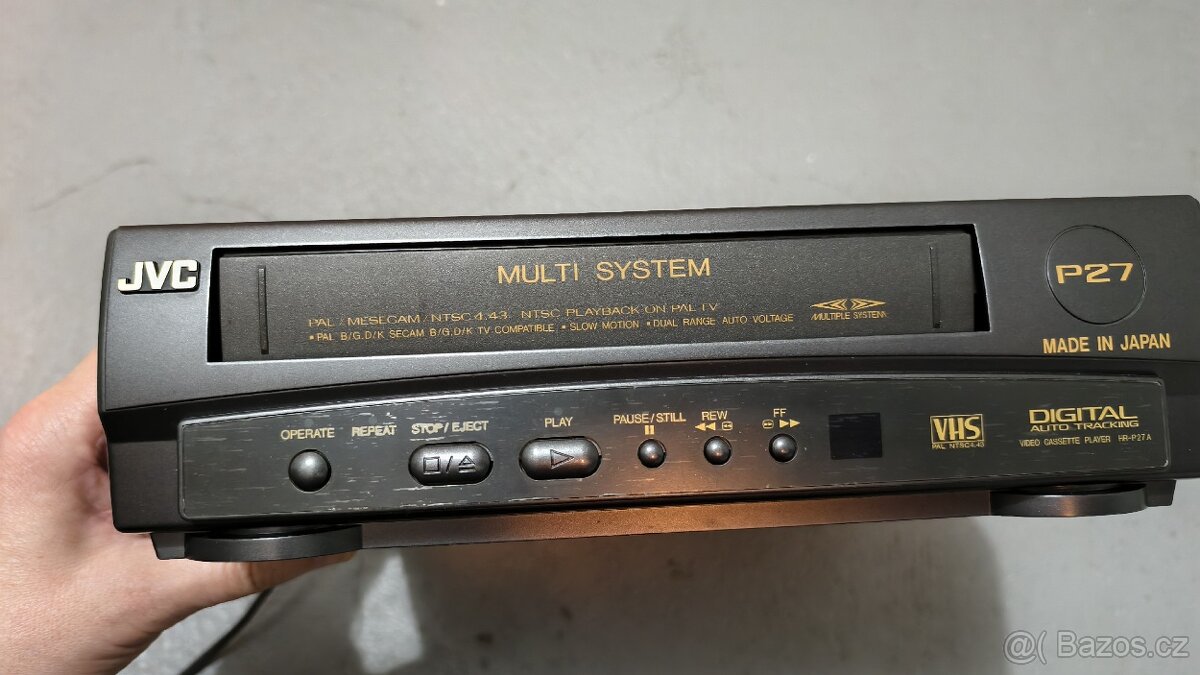 JVC
MULTI SYSTEM
PAL / MESECAM / NTSC 4.43 NTSC PLAYBACK ON PAL TV
• PAL B/G,D/K SECAM B/G,D/K TV COMPATIBLE • SLOW MOTION • DUAL RANGE AUTO VOLTAGE
MULTIPLE SYSTEM
P27
MADE IN JAPAN
OPERATE REPEAT STOP/EJECT PLAY PAUSE/STILL REW FF
VHS
PAL NTSC4.43
DIGITAL
AUTO TRACKING
VIDEO CASSETTE PLAYER HR-P27A
@( Bazos.cz